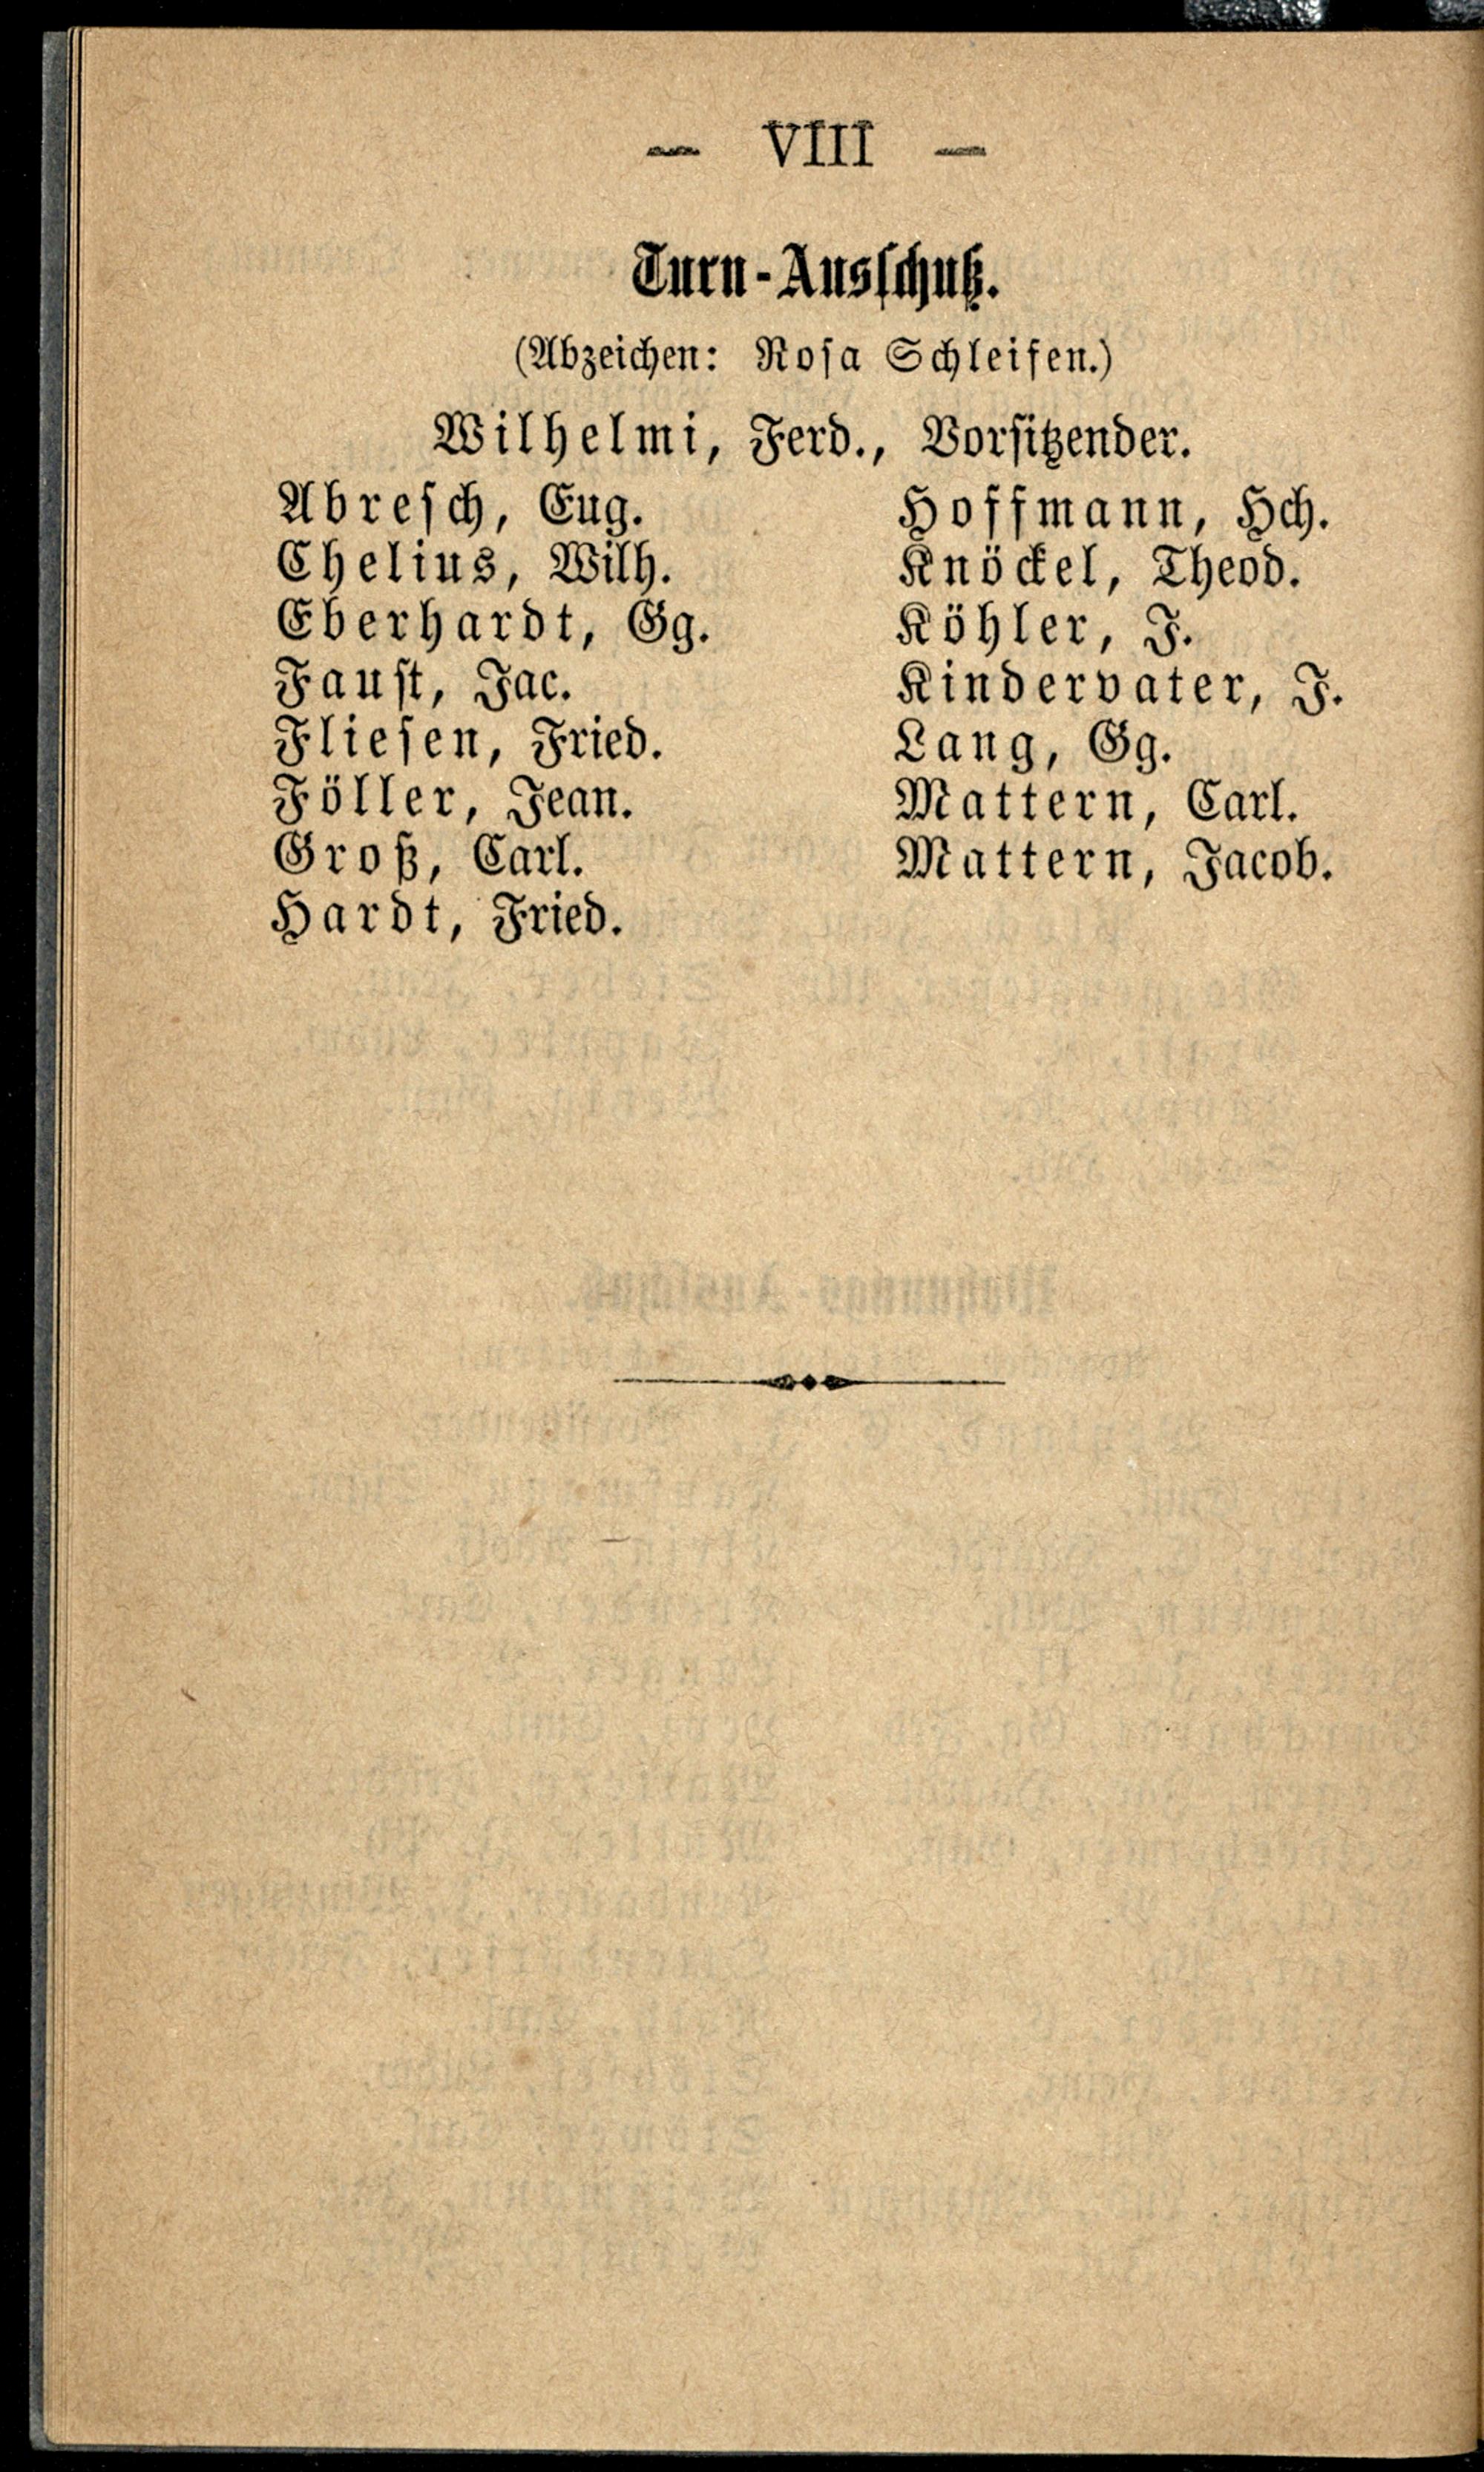 — VIII —
Turn-Ausschuß.
(Abzeichen: Rosa Schleifen.)
Wilhelmi, Ferd., Vorsitzender.
Abresch, Eug.
Chelius, Wilh.
Eberhardt, Gg.
Faust, Jac.
Fliesen, Fried.
Föller, Jean.
Groß, Carl.
Hardt, Fried.
Hoffmann, Hch.
Knöckel, Theod.
Köhler, J.
Kindervater, J.
Lang, Gg.
Mattern, Carl.
Mattern, Jacob.